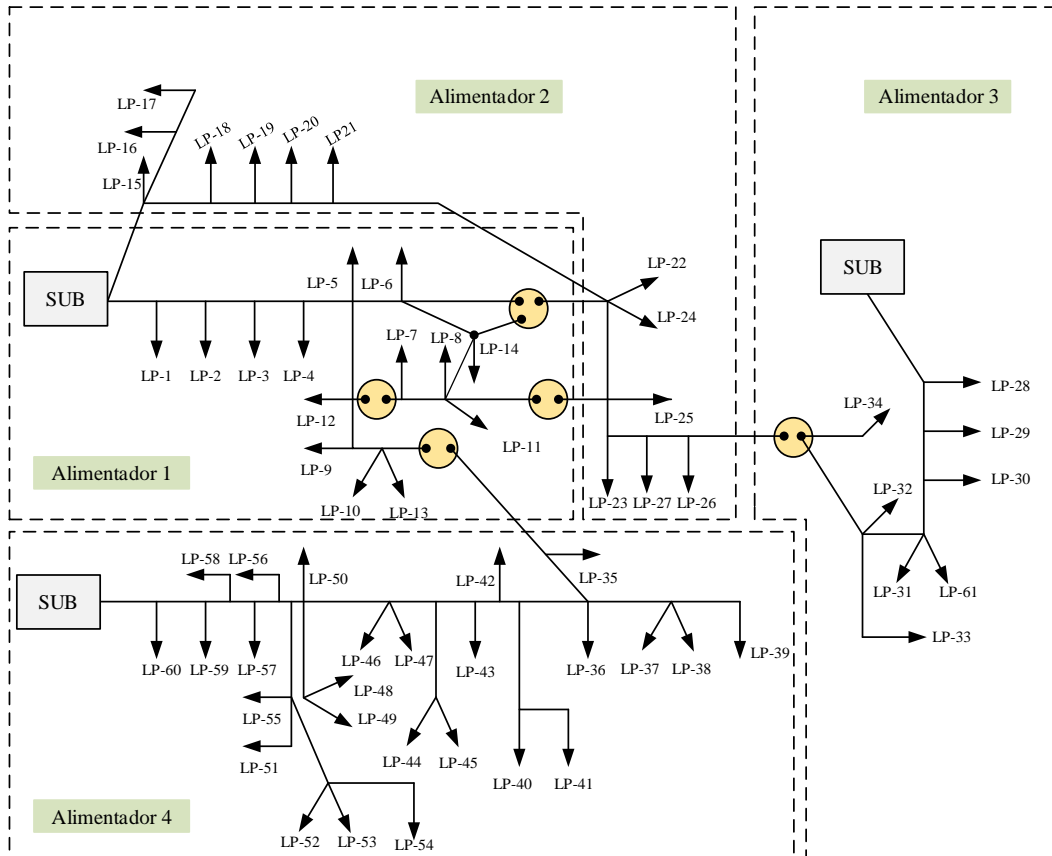 Alimentador 2
Alimentador 3
LP-17
LP-16
LP-15
LP-18
LP-19
LP-20
LP21
SUB
LP-5
LP-6
LP-22
LP-24
SUB
LP-1
LP-2
LP-3
LP-4
LP-7
LP-8
LP-14
LP-12
LP-11
LP-25
LP-28
LP-34
LP-29
LP-9
LP-30
Alimentador 1
LP-10
LP-13
LP-23
LP-27
LP-26
LP-32
LP-31
LP-61
LP-33
LP-58
LP-56
LP-50
LP-42
LP-35
SUB
LP-60
LP-59
LP-57
LP-46
LP-47
LP-43
LP-36
LP-37
LP-38
LP-39
LP-48
LP-49
LP-55
LP-51
LP-44
LP-45
LP-40
LP-41
Alimentador 4
LP-52
LP-53
LP-54